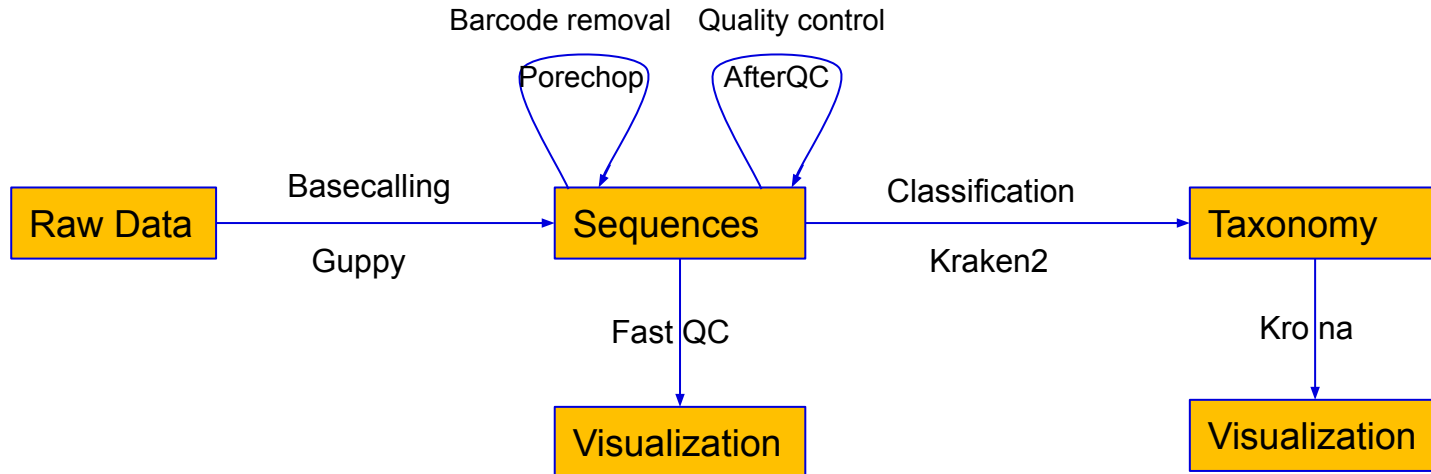 Barcode removal
Quality control
Porechop
AfterQC
Basecalling
Classification
Raw Data
Sequences
Taxonomy
Guppy
Kraken2
Fast QC
Krona
Visualization
Visualization